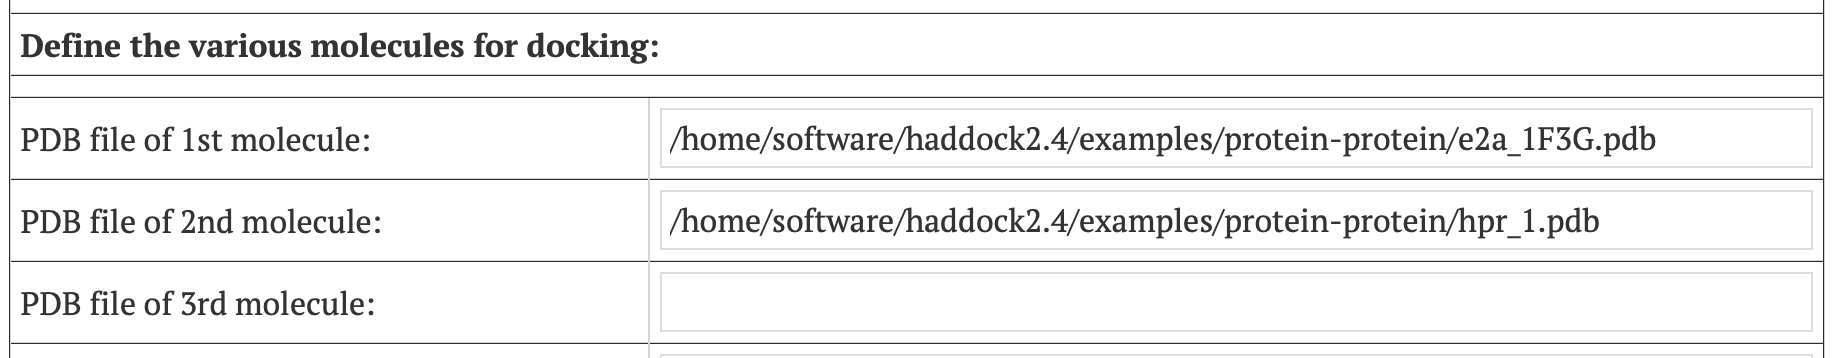 Define the various molecules for docking:
PDB file of 1st molecule:
/home/software/haddock2.4/examples/protein-protein/e2a_1F3G.pdb
PDB file of 2nd molecule:
/home/software/haddock2.4/examples/protein-protein/hpr_1.pdb
PDB file of 3rd molecule: